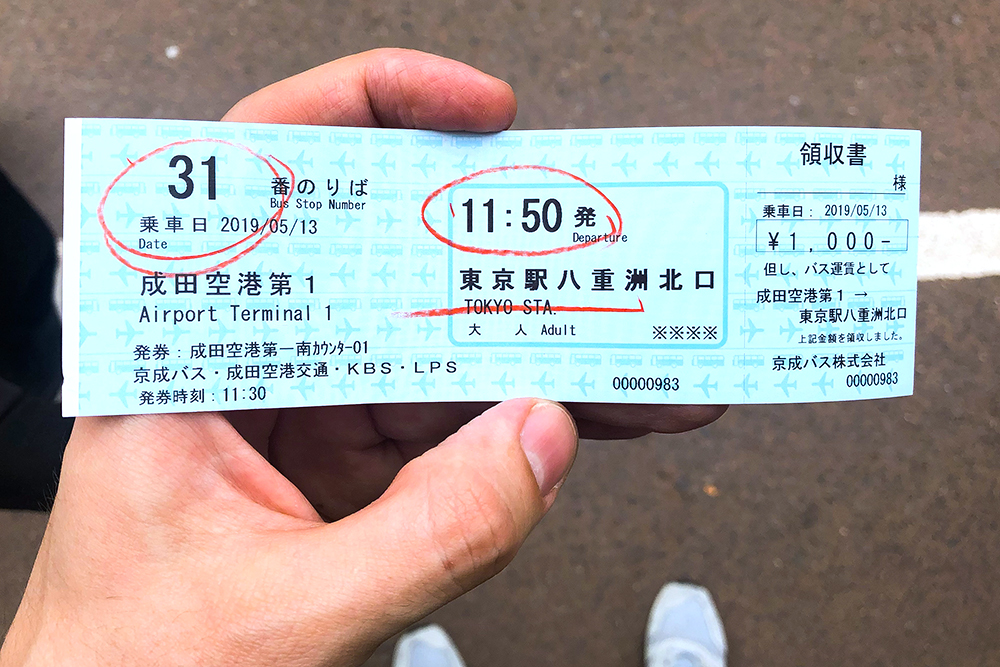 31 番のりば
Bus Stop Number
乗車日 2019/05/13
Date
成田空港第1
Airport Terminal 1
発券：成田空港第一南カウンター01
京成バス・成田空港交通・KBS・LPS
発券時刻：11:30
11:50 発
Departure
東京駅八重洲北口
TOKYO STA.
大 人 Adult
※※※※
00000983
領収書
様
乗車日： 2019/05/13
¥1,000-
但し、バス運賃として
成田空港第1 →
東京駅八重洲北口
上記金額を領収しました。
京成バス株式会社
00000983